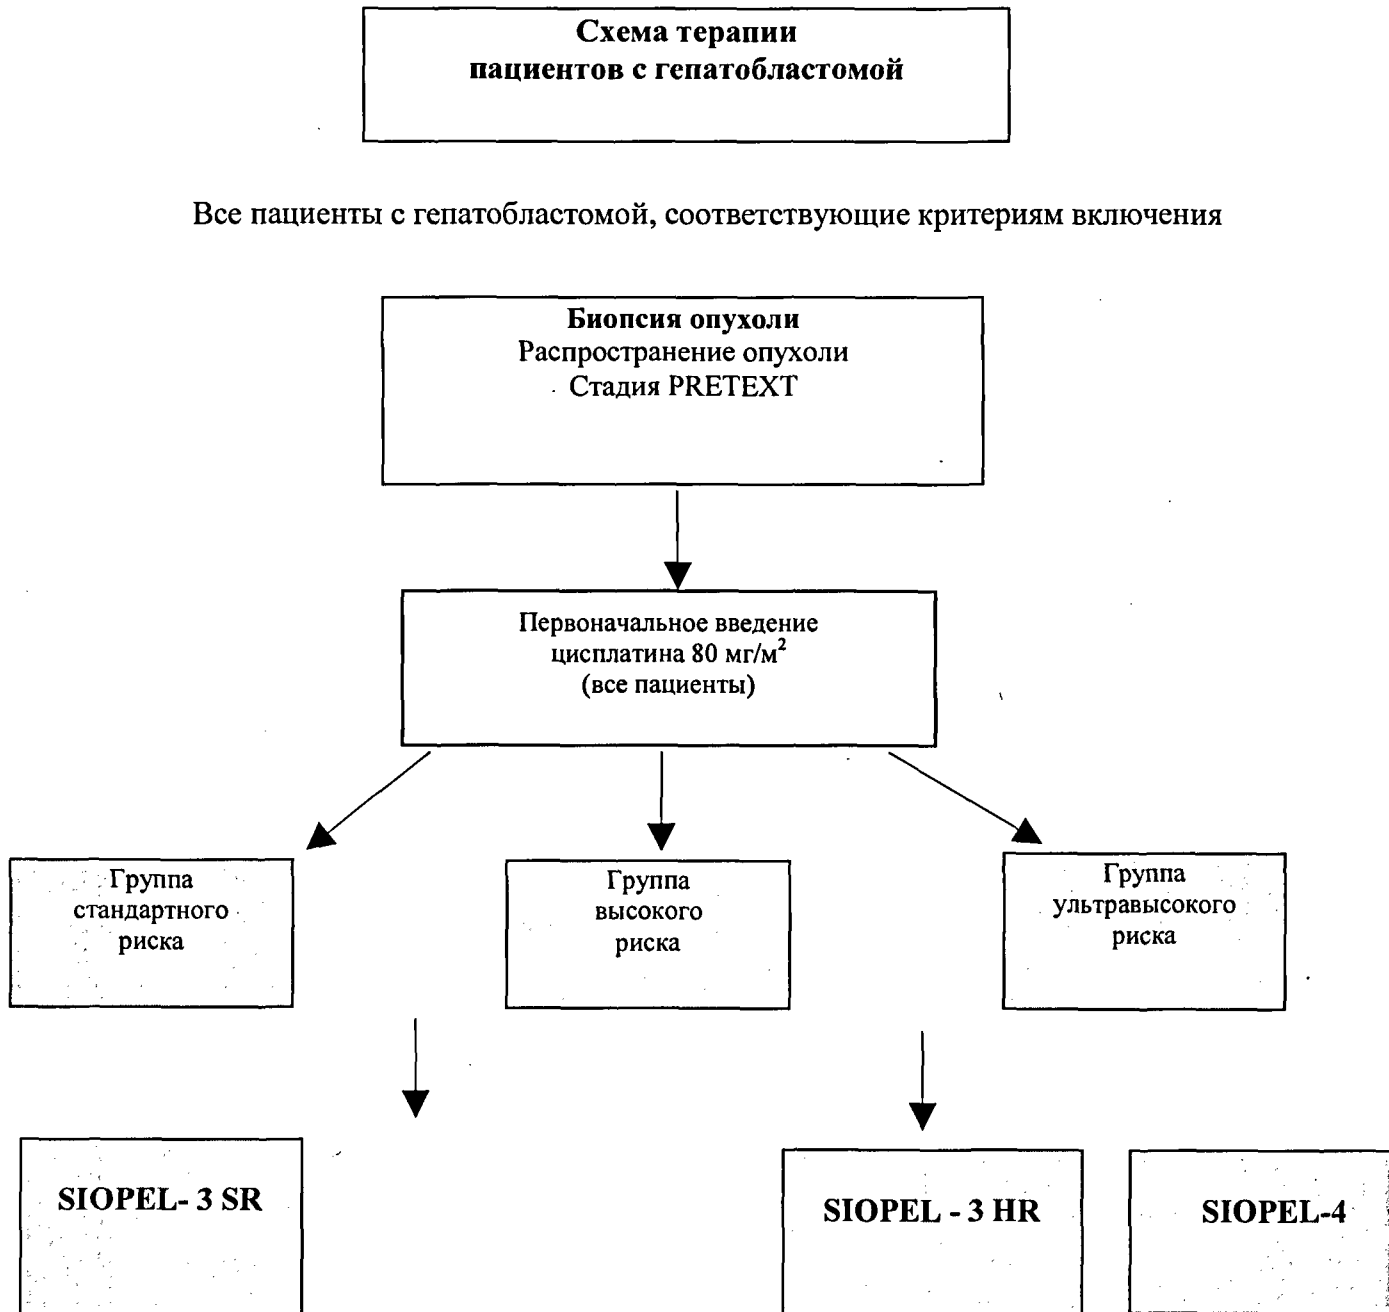 Схема терапии
пациентов с гепатобластомой
Все пациенты с гепатобластомой, соответствующие критериям включения
Биопсия опухоли
Распространение опухоли
Стадия PRETEXT
Первоначальное введение
цисплатина 80 мг/м²
(все пациенты)
Группа
стандартного
риска
Группа
высокого
риска
Группа
ультравысокого
риска
SIOPEL- 3 SR
SIOPEL - 3 HR
SIOPEL-4